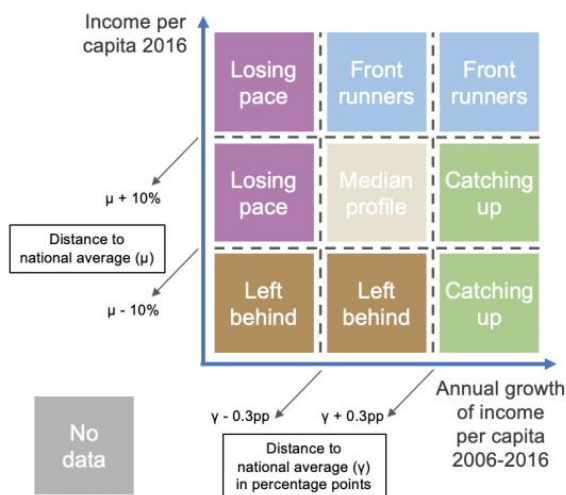 Income per
capita 2016
Losing
pace
Front
runners
Front
runners
μ + 10%
Losing
pace
Median
profile
Catching
up
Distance to
national average (μ)
μ - 10%
Left
behind
Left
behind
Catching
up
No
data
γ - 0.3pp
γ + 0.3pp
Distance to
national average (γ)
in percentage points
Annual growth
of income
per capita
2006-2016